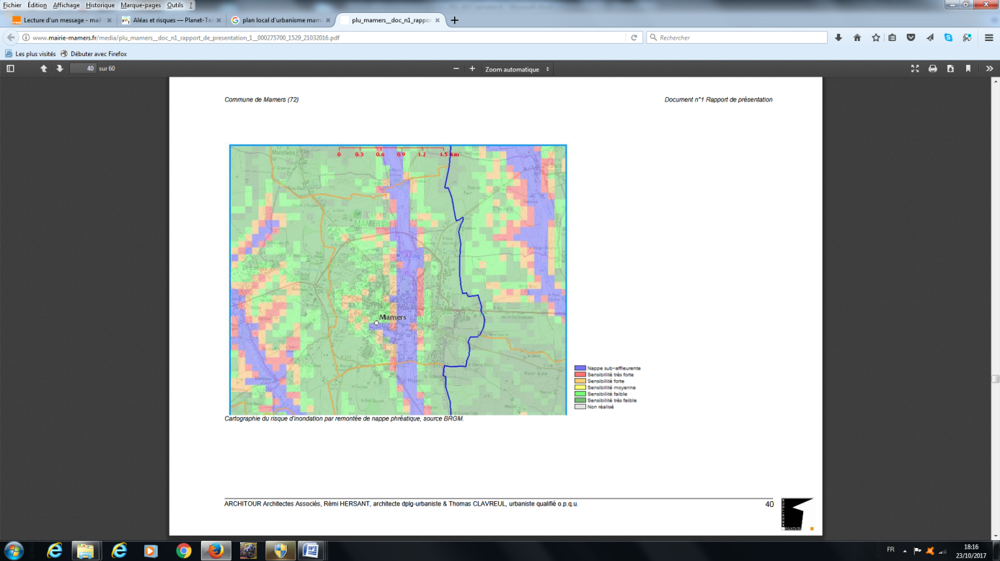 Fichier Édition Affichage Historique Marque-pages Outils ?
Lecture d'un message - mail
Aléas et risques — Planet-Te
plan local d'urbanisme mam
plu_mamers__doc_n1_rappo
www.mairie-mamers.fr/media/plu_mamers__doc_n1_rapport_de_presentation_1__000275700_1529_21032016.pdf
Rechercher
Les plus visités
Débuter avec Firefox
40 sur 60
Zoom automatique
Commune de Mamers (72)
Document n°1 Rapport de présentation
0 0.3 0.6 0.9 1.2 1.5 km
MAMERS
Mamers
Nappe sub-affleurente
Sensibilité très forte
Sensibilité forte
Sensibilité moyenne
Sensibilité faible
Sensibilité très faible
Non réalisé
Cartographie du risque d'inondation par remontée de nappe phréatique, source BRGM.
ARCHITOUR Architectes Associés, Rémi HERSANT, architecte dplg-urbaniste & Thomas CLAVREUL, urbaniste qualifié o.p.q.u.
40
FR
18:16
23/10/2017